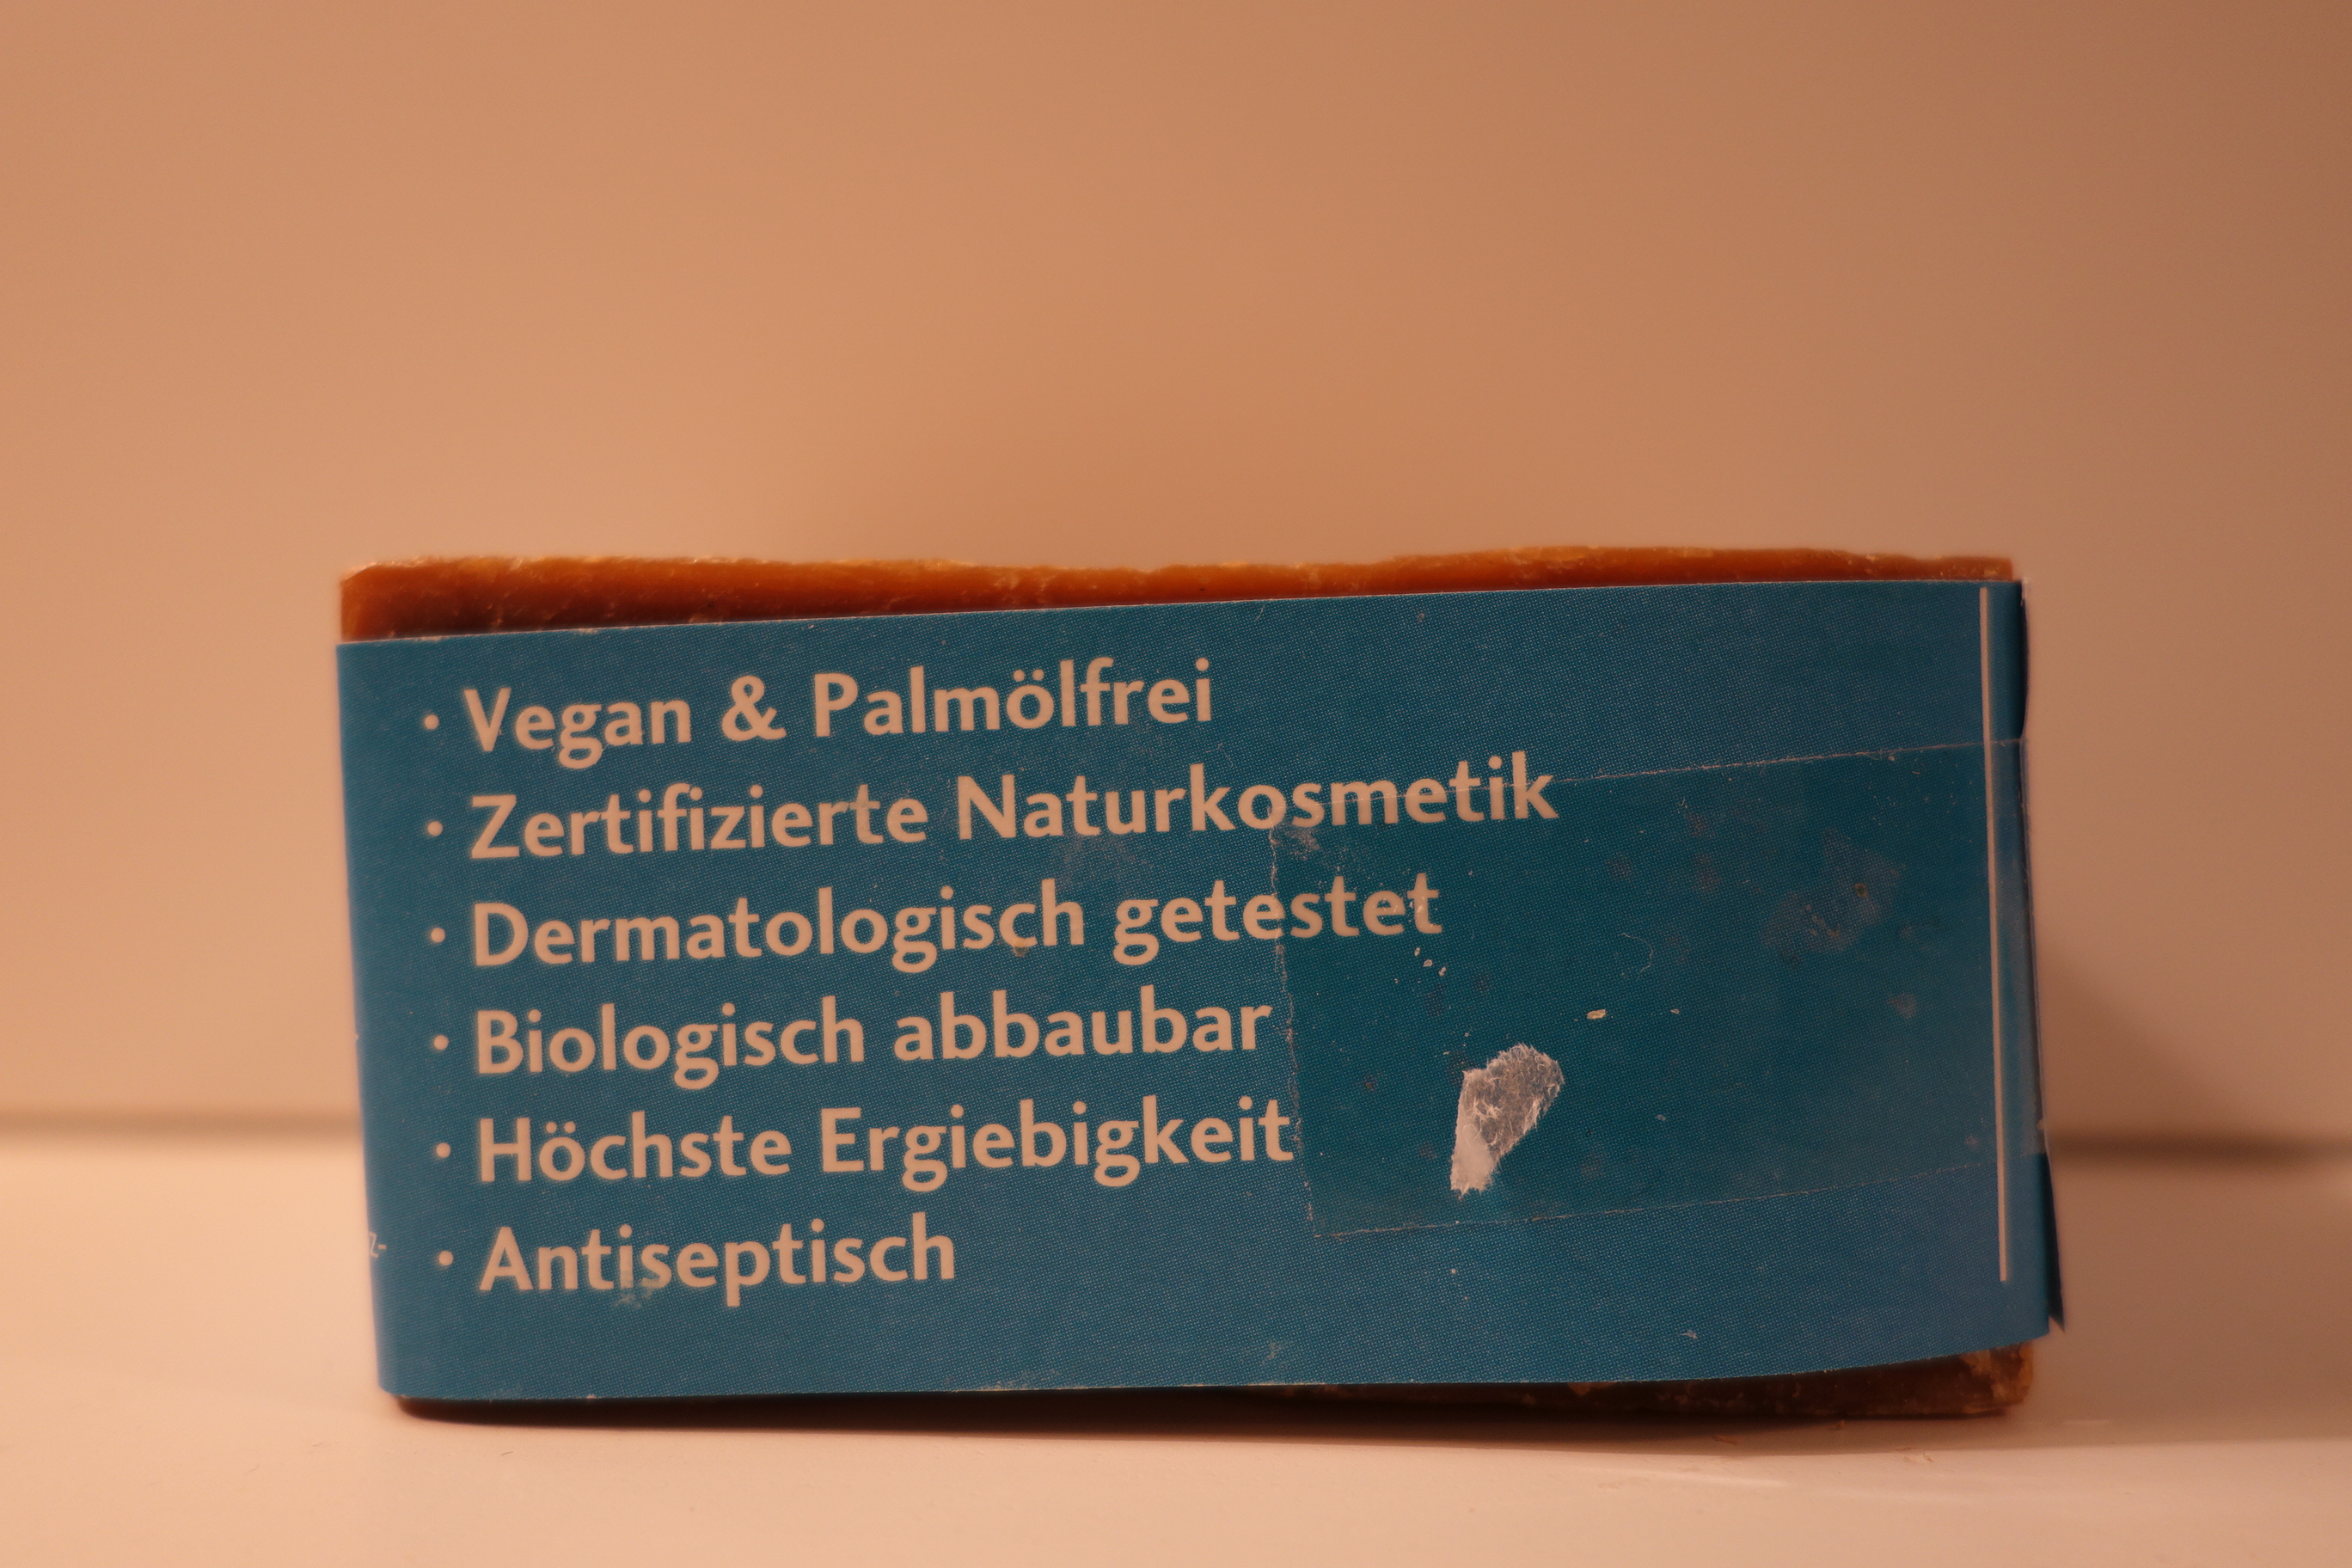 • Vegan & Palmölfrei
• Zertifizierte Naturkosmetik
• Dermatologisch getestet
• Biologisch abbaubar
• Höchste Ergiebigkeit
• Antiseptisch
z-